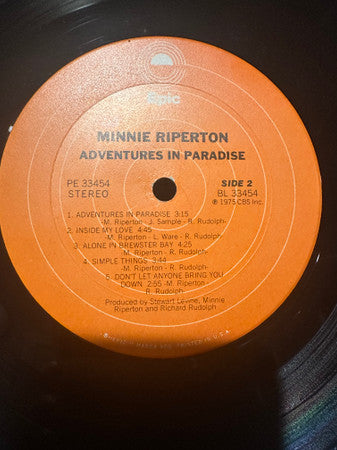 Epic
MINNIE RIPERTON
ADVENTURES IN PARADISE
PE 33454 SIDE 2
STEREO BL 33454
℗ 1975 CBS Inc.
1. ADVENTURES IN PARADISE 3:15
-M. Riperton - J. Sample - R. Rudolph-
2. INSIDE MY LOVE 4:45
-M. Riperton - L. Ware - R. Rudolph-
3. ALONE IN BREWSTER BAY 4:25
-M. Riperton - R. Rudolph-
4. SIMPLE THINGS 3:44
-M. Riperton - R. Rudolph-
5. DON'T LET ANYONE BRING YOU
DOWN 2:55 -M. Riperton -
R. Rudolph-
Produced by Stewart Levine, Minnie
Riperton and Richard Rudolph